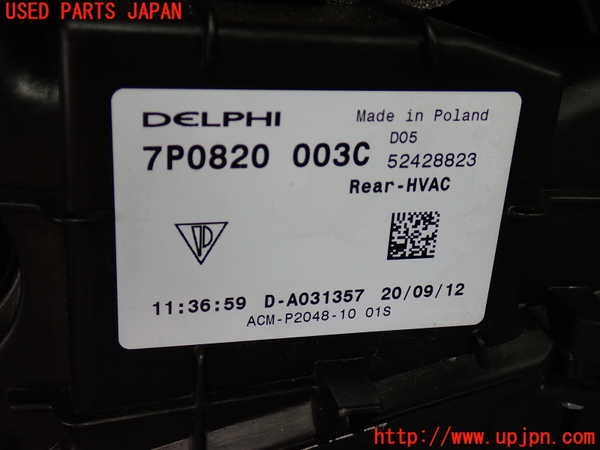 USED PARTS JAPAN
DELPHI Made in Poland
D05
7P0820 003C 52428823
Rear-HVAC
11:36:59 D-A031357 20/09/12
ACM-P2048-10 01S
http://www.upjpn.com/